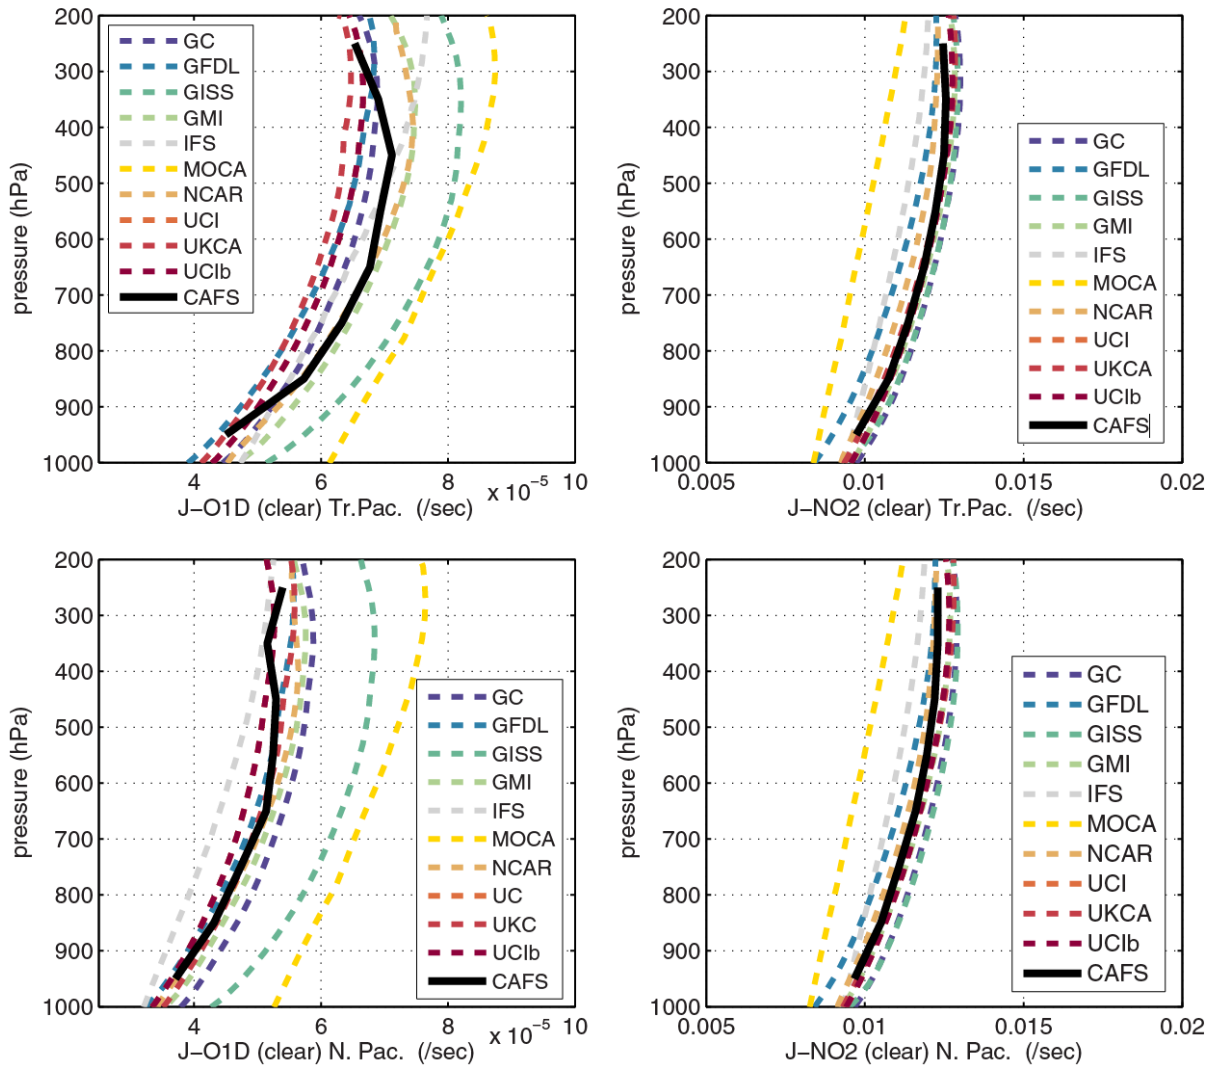 200
300
400
500
600
700
800
900
1000
pressure (hPa)
GC
GFDL
GISS
GMI
IFS
MOCA
NCAR
UCI
UKCA
UCIb
CAFS
4
6
8
10
x 10⁻⁵
J-O1D (clear) Tr.Pac. (/sec)
200
300
400
500
600
700
800
900
1000
pressure (hPa)
GC
GFDL
GISS
GMI
IFS
MOCA
NCAR
UCI
UKCA
UCIb
CAFS
0.005
0.01
0.015
0.02
J-NO2 (clear) Tr.Pac. (/sec)
200
300
400
500
600
700
800
900
1000
pressure (hPa)
GC
GFDL
GISS
GMI
IFS
MOCA
NCAR
UC
UKC
UCIb
CAFS
4
6
8
10
x 10⁻⁵
J-O1D (clear) N. Pac. (/sec)
200
300
400
500
600
700
800
900
1000
pressure (hPa)
GC
GFDL
GISS
GMI
IFS
MOCA
NCAR
UCI
UKCA
UCIb
CAFS
0.005
0.01
0.015
0.02
J-NO2 (clear) N. Pac. (/sec)